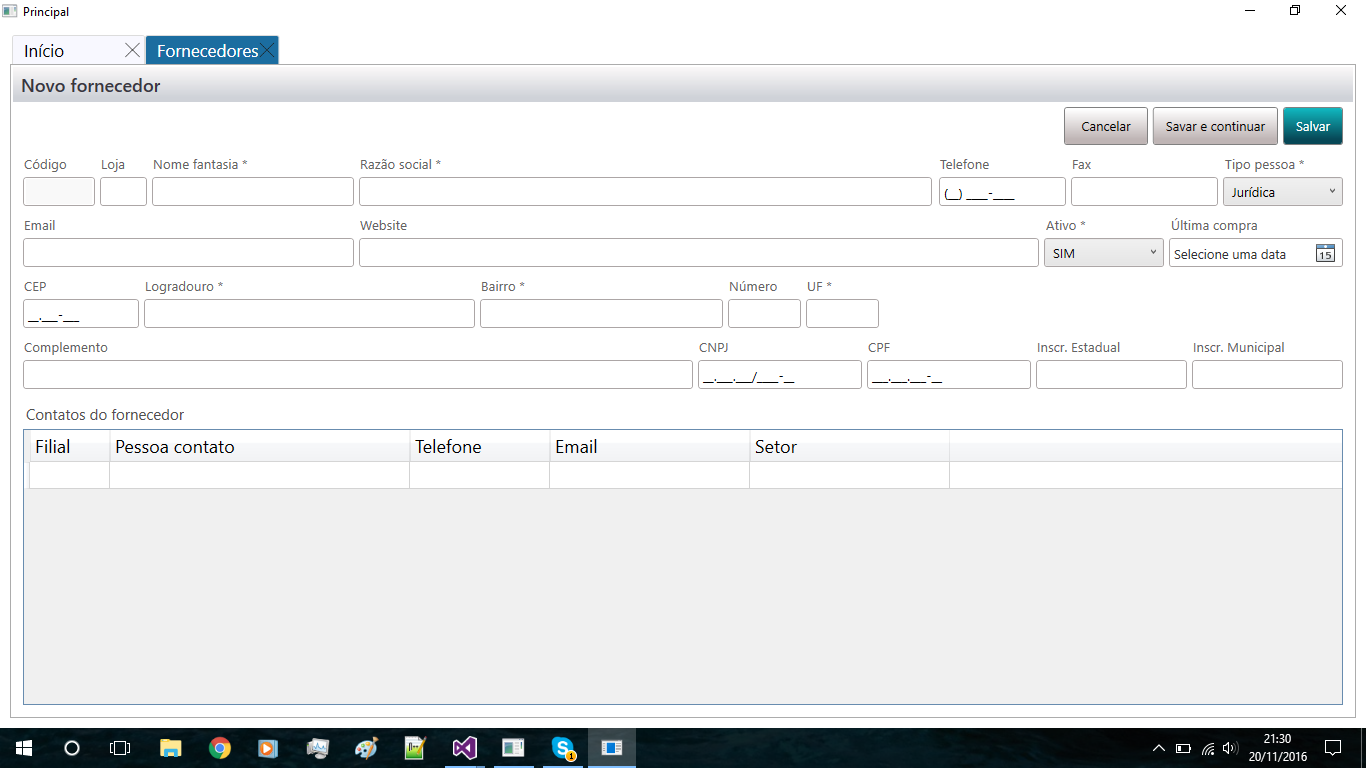 Principal
Início Fornecedores
Novo fornecedor
Cancelar Savar e continuar Salvar
Código Loja Nome fantasia * Razão social * Telefone Fax Tipo pessoa *
(__) ____-____ Jurídica
Email Website Ativo * Última compra
SIM Selecione uma data 15
CEP Logradouro * Bairro * Número UF *
__.___-___
Complemento CNPJ CPF Inscr. Estadual Inscr. Municipal
__.___.___/____-__ ___.___.___-__
Contatos do fornecedor
Filial Pessoa contato Telefone Email Setor
S 1
21:30
20/11/2016